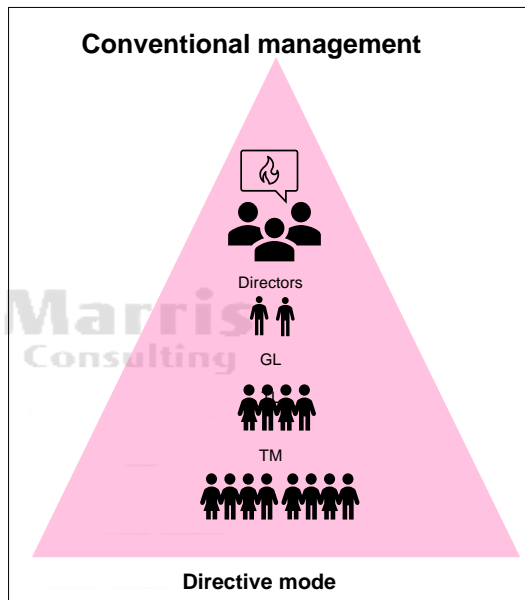 Conventional management
Directors
Marris
Consulting
GL
TM
Directive mode